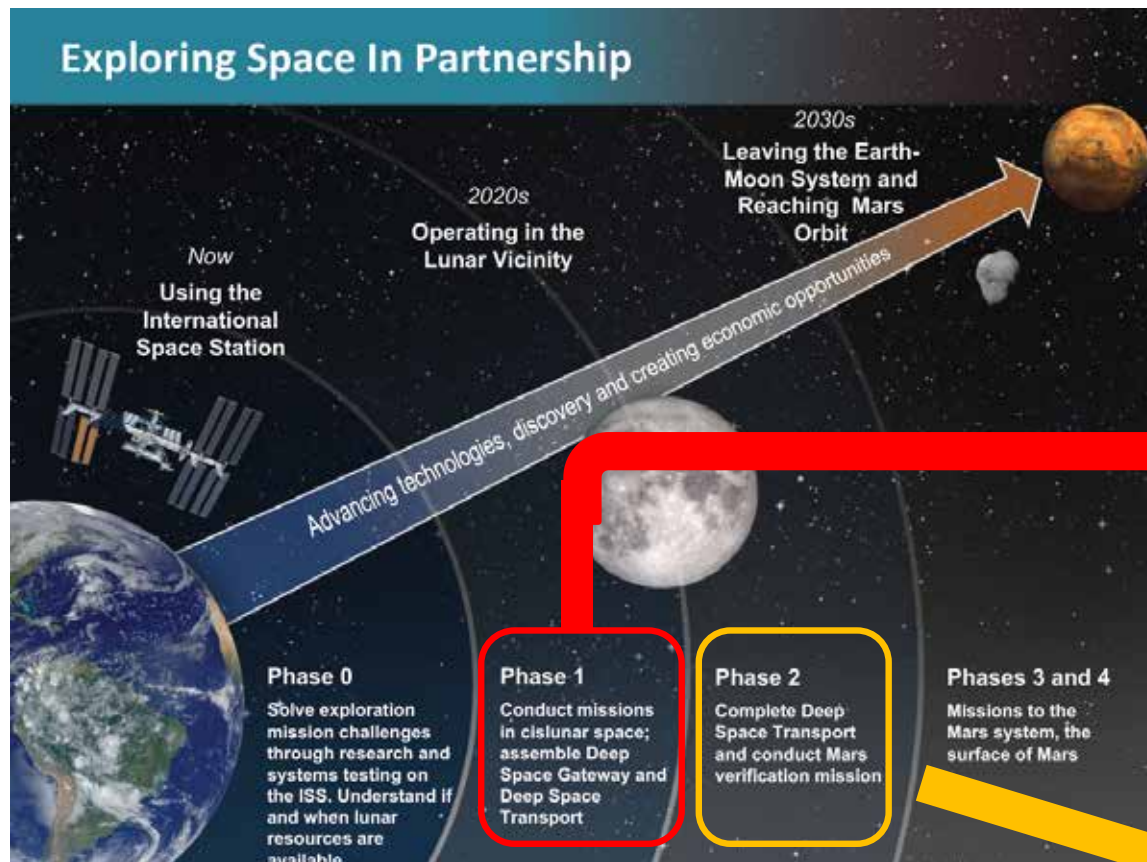 Exploring Space In Partnership
2030s
Leaving the Earth-
Moon System and
Reaching Mars
Orbit
2020s
Operating in the
Lunar Vicinity
Now
Using the
International
Space Station
Advancing technologies, discovery and creating economic opportunities
Phase 0
Solve exploration
mission challenges
through research and
systems testing on
the ISS. Understand if
and when lunar
resources are
available
Phase 1
Conduct missions
in cislunar space;
assemble Deep
Space Gateway and
Deep Space
Transport
Phase 2
Complete Deep
Space Transport
and conduct Mars
verification mission
Phases 3 and 4
Missions to the
Mars system, the
surface of Mars